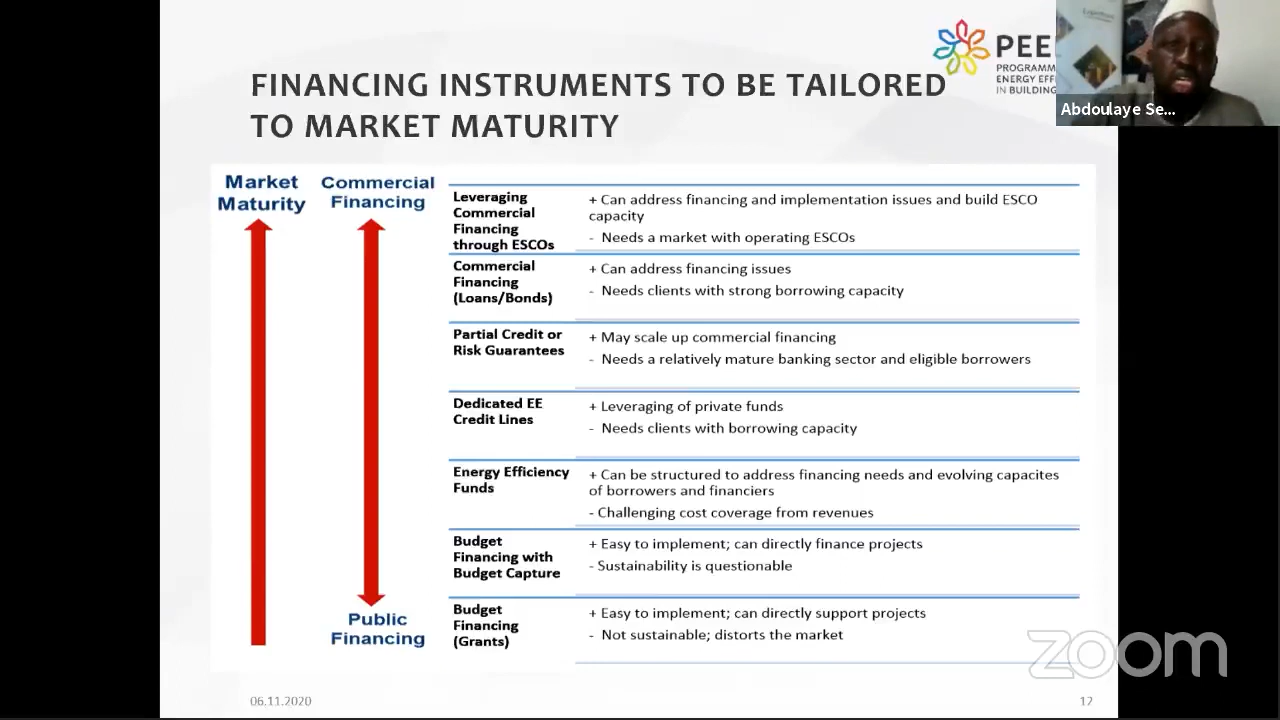 FINANCING INSTRUMENTS TO BE TAILORED
TO MARKET MATURITY
PEE
PROGRAMM
ENERGY EFFI
IN BUILDING
Abdoulaye Se...
Market
Maturity
Commercial
Financing
Public
Financing
Leveraging
Commercial
Financing
through ESCOs
+ Can address financing and implementation issues and build ESCO
capacity
- Needs a market with operating ESCOs
Commercial
Financing
(Loans/Bonds)
+ Can address financing issues
- Needs clients with strong borrowing capacity
Partial Credit or
Risk Guarantees
+ May scale up commercial financing
- Needs a relatively mature banking sector and eligible borrowers
Dedicated EE
Credit Lines
+ Leveraging of private funds
- Needs clients with borrowing capacity
Energy Efficiency
Funds
+ Can be structured to address financing needs and evolving capacites
of borrowers and financiers
- Challenging cost coverage from revenues
Budget
Financing with
Budget Capture
+ Easy to implement; can directly finance projects
- Sustainability is questionable
Budget
Financing
(Grants)
+ Easy to implement; can directly support projects
- Not sustainable; distorts the market
zoom
06.11.2020
12